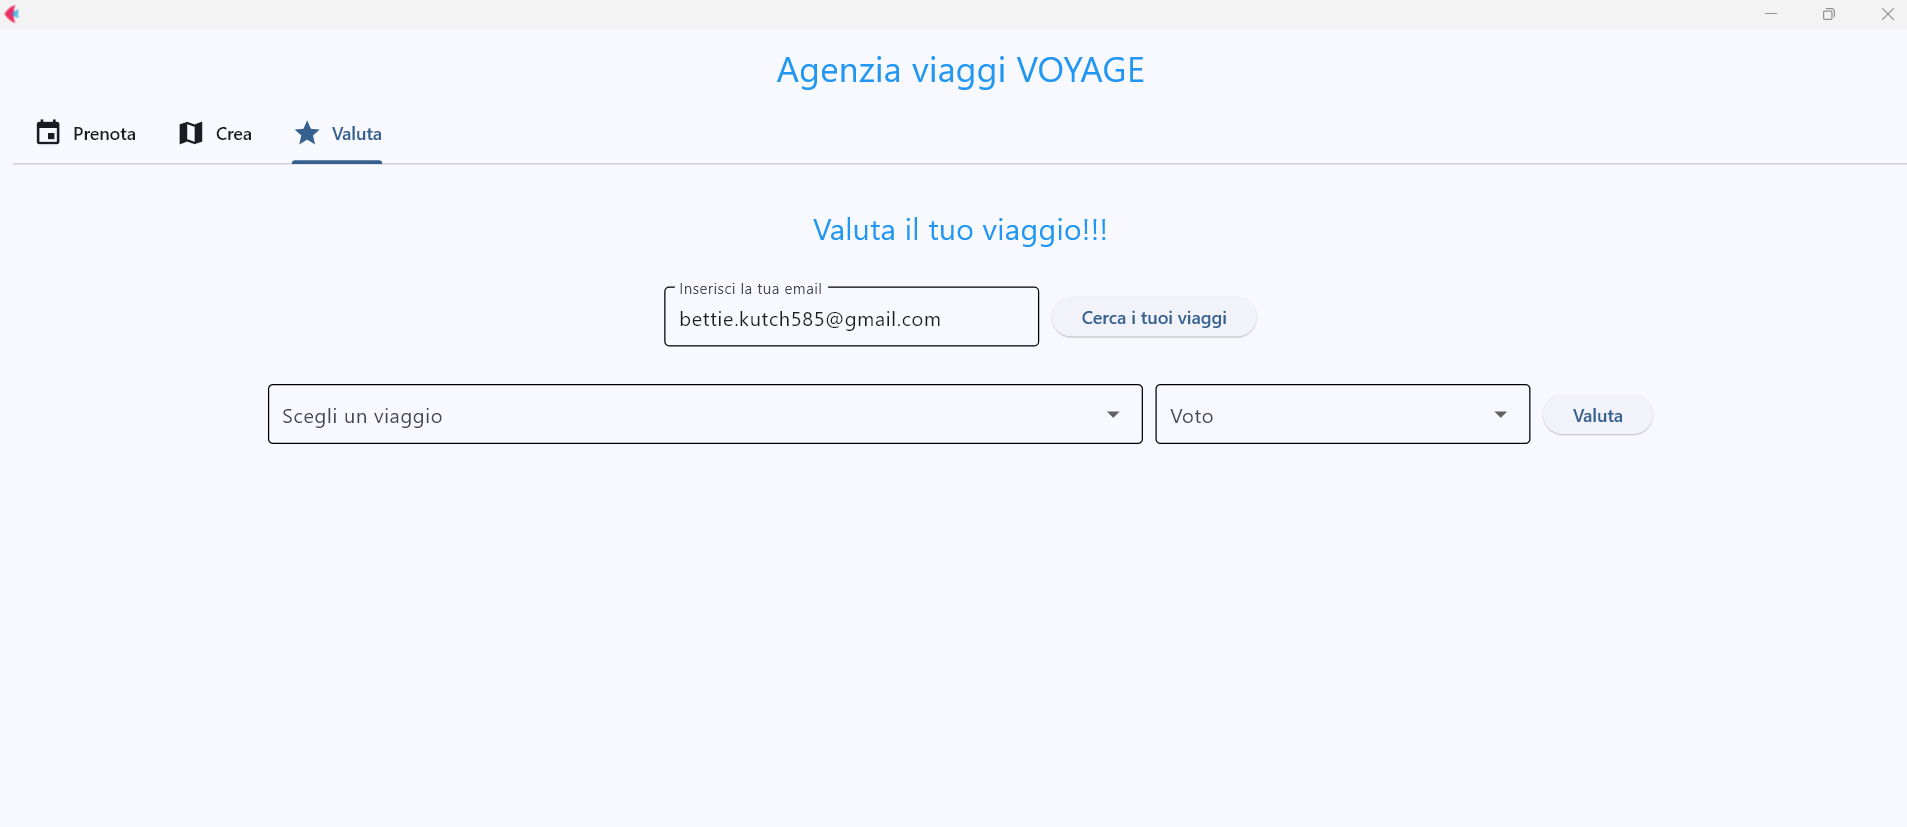 Agenzia viaggi VOYAGE
Prenota Crea Valuta
Valuta il tuo viaggio!!!
Inserisci la tua email
bettie.kutch585@gmail.com Cerca i tuoi viaggi
Scegli un viaggio Voto Valuta